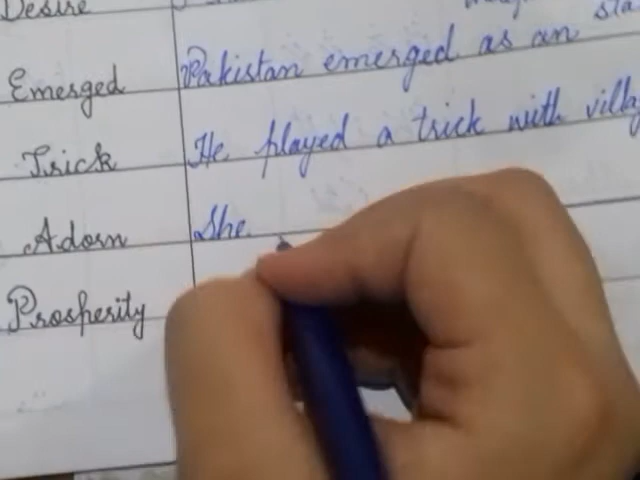 Desire
Emerged Pakistan emerged as an
Trick He played a trick with
Adorn She
Prosperity